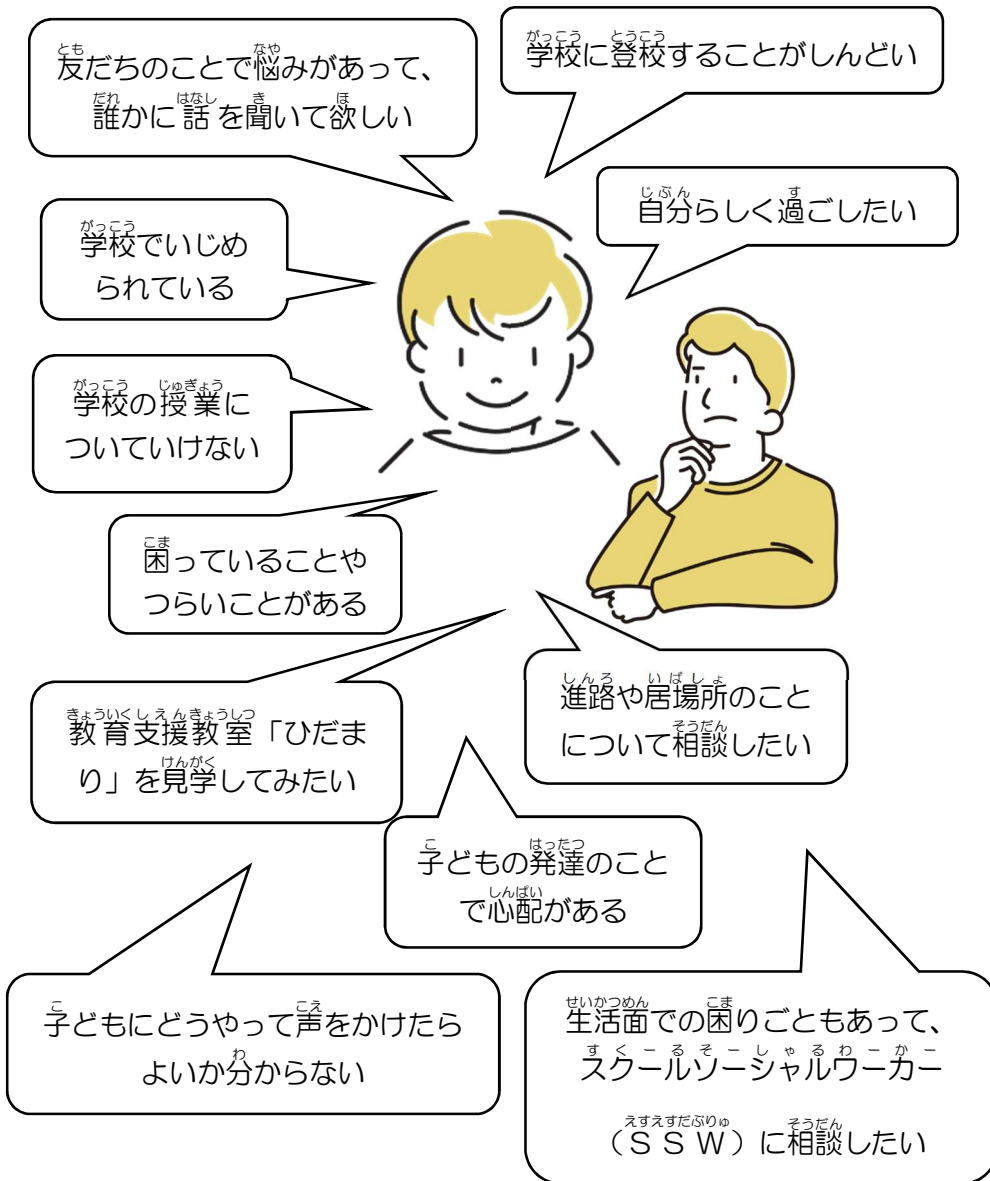 友だちのことで悩みがあって、
誰かに話を聞いて欲しい
学校に登校することがしんどい
自分らしく過ごしたい
学校でいじめ
られている
学校の授業に
ついていけない
困っていることや
つらいことがある
進路や居場所のこと
について相談したい
教育支援教室「ひだま
り」を見学してみたい
子どもの発達のこと
で心配がある
子どもにどうやって声をかけたら
よいか分からない
生活面での困りごともあって、
スクールソーシャルワーカー
（ＳＳＷ）に相談したい